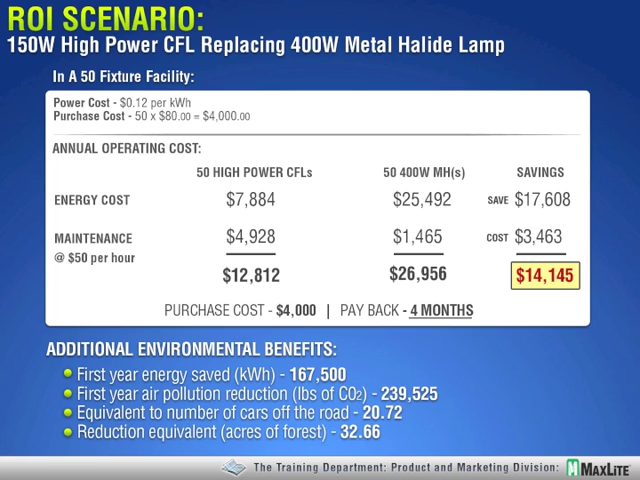 ROI SCENARIO:
150W High Power CFL Replacing 400W Metal Halide Lamp
In A 50 Fixture Facility:
Power Cost - $0.12 per kWh
Purchase Cost - 50 x $80.00 = $4,000.00
ANNUAL OPERATING COST:
50 HIGH POWER CFLs 50 400W MH(s) SAVINGS
ENERGY COST $7,884 $25,492 SAVE $17,608
MAINTENANCE $4,928 $1,465 COST $3,463
@ $50 per hour
$12,812 $26,956 $14,145
PURCHASE COST - $4,000 | PAY BACK - 4 MONTHS
ADDITIONAL ENVIRONMENTAL BENEFITS:
First year energy saved (kWh) - 167,500
First year air pollution reduction (lbs of CO2) - 239,525
Equivalent to number of cars off the road - 20.72
Reduction equivalent (acres of forest) - 32.66
The Training Department: Product and Marketing Division: MAXLITE®